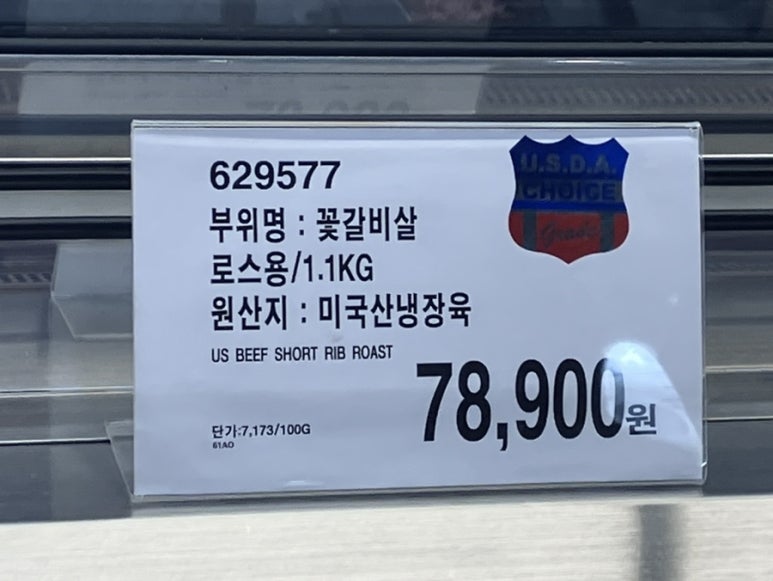 629577
부위명 : 꽃갈비살
로스용/1.1KG
원산지 : 미국산냉장육
US BEEF SHORT RIB ROAST
78,900원
단가:7,173/100G
61AO
U.S.D.A.
CHOICE
Grade